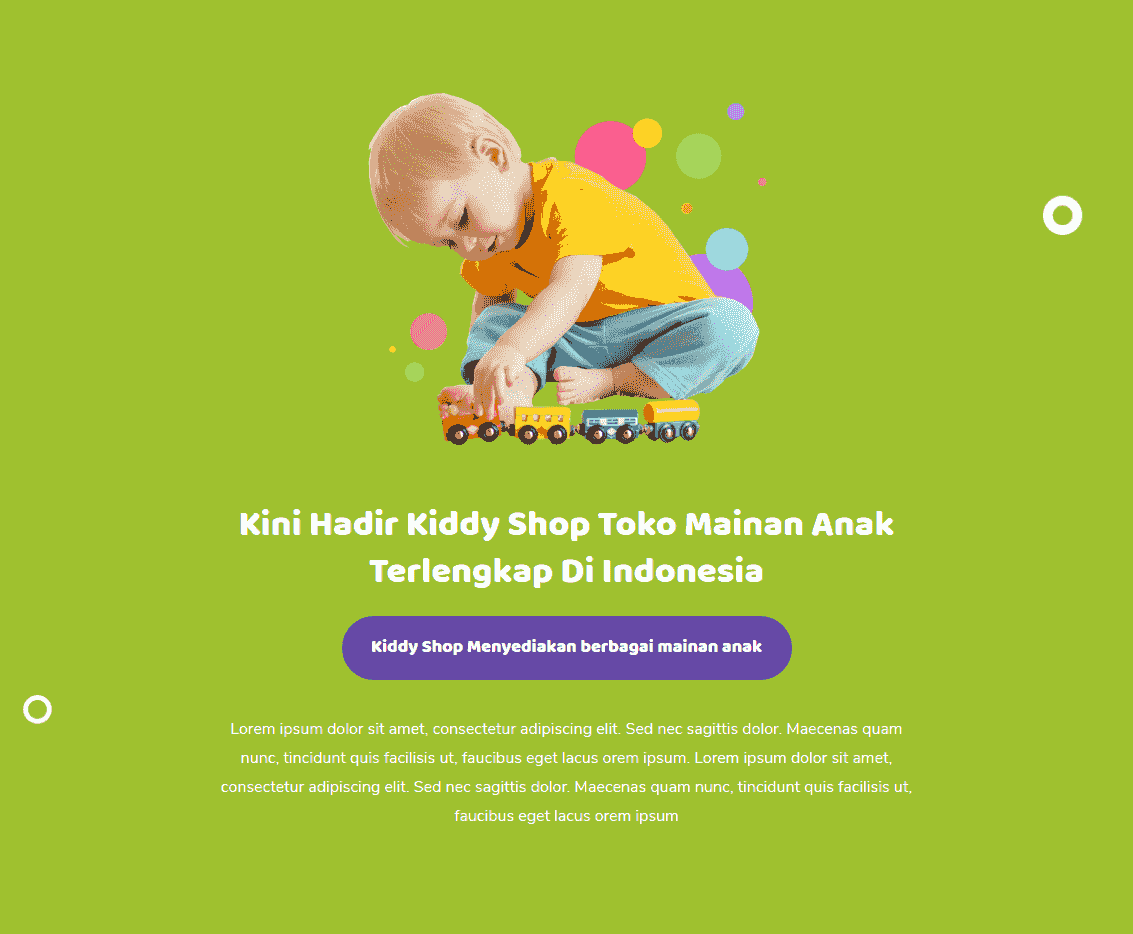 Kini Hadir Kiddy Shop Toko Mainan Anak
Terlengkap Di Indonesia
Kiddy Shop Menyediakan berbagai mainan anak
Lorem ipsum dolor sit amet, consectetur adipiscing elit. Sed nec sagittis dolor. Maecenas quam
nunc, tincidunt quis facilisis ut, faucibus eget lacus orem ipsum. Lorem ipsum dolor sit amet,
consectetur adipiscing elit. Sed nec sagittis dolor. Maecenas quam nunc, tincidunt quis facilisis ut,
faucibus eget lacus orem ipsum